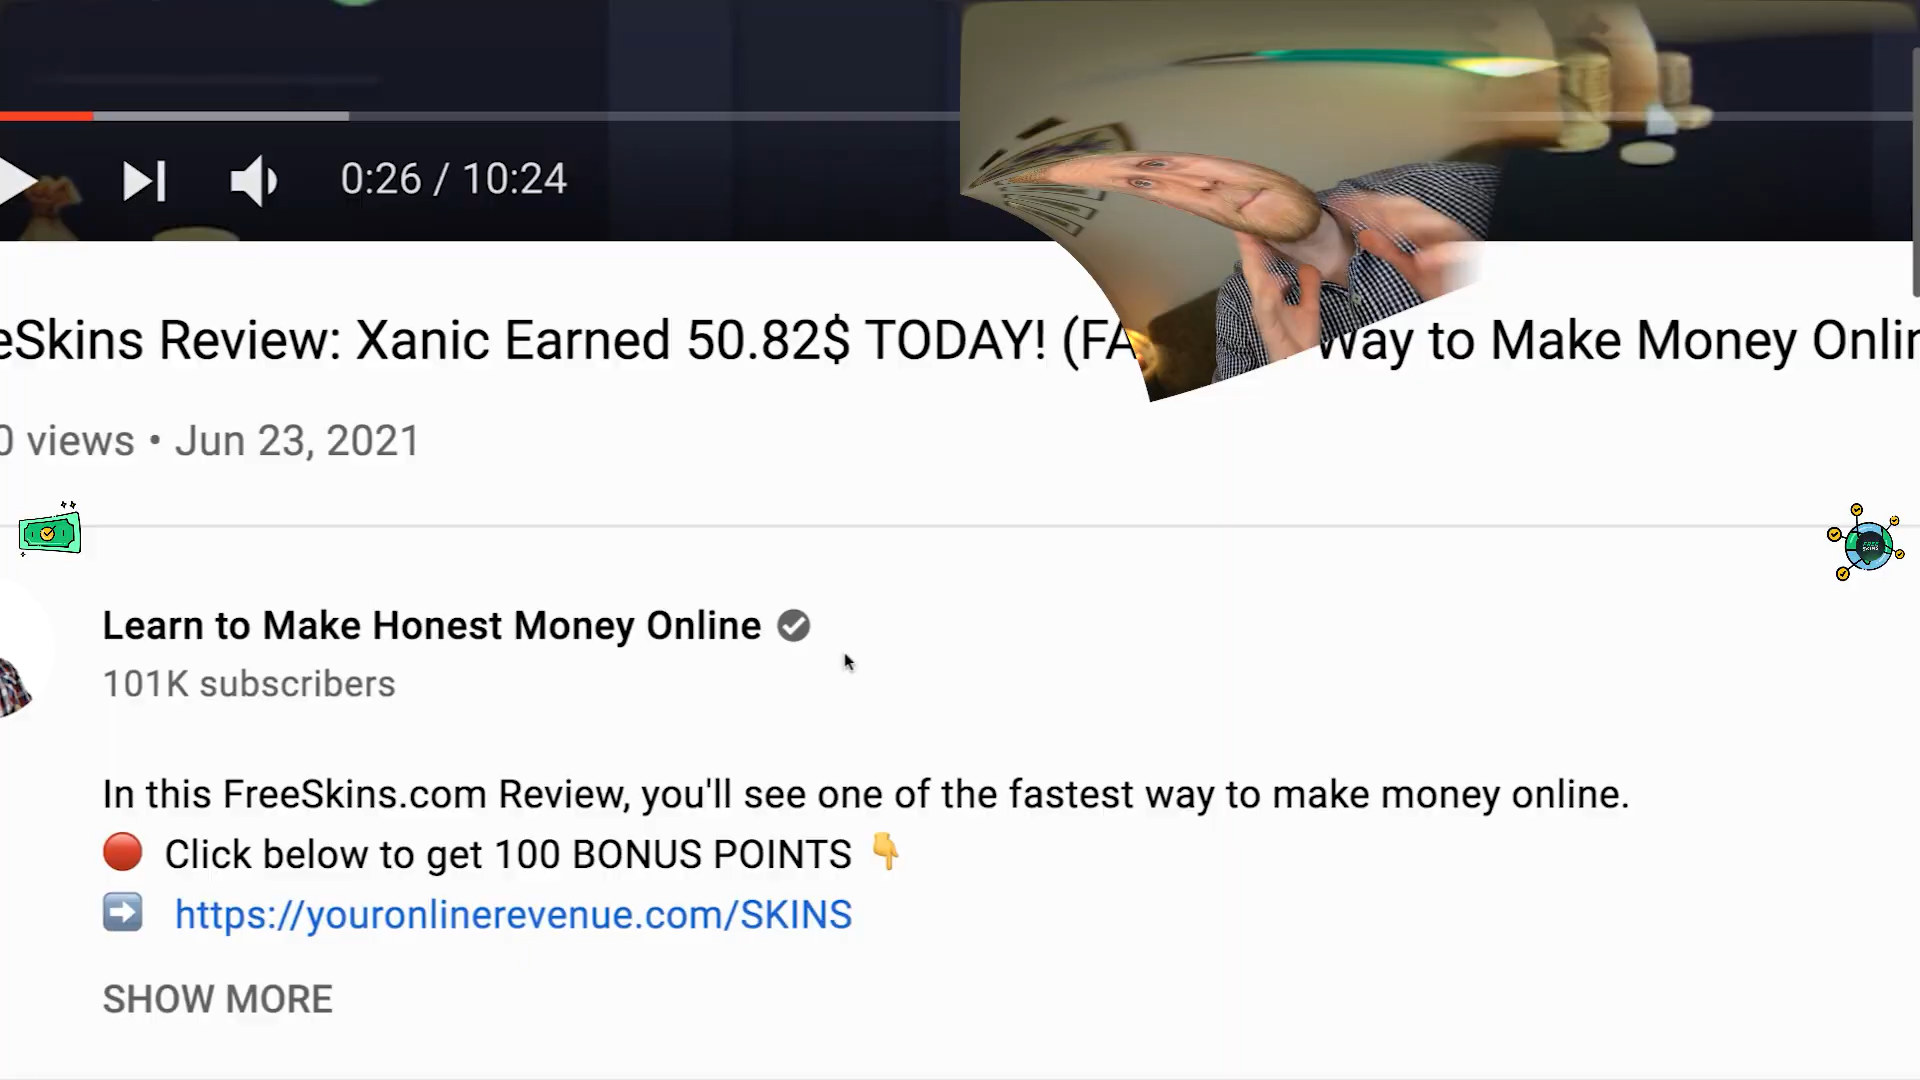 0:26 / 10:24
eSkins Review: Xanic Earned 50.82$ TODAY! (FA Way to Make Money Onlin
0 views • Jun 23, 2021
FREE
SKINS
Learn to Make Honest Money Online
101K subscribers
In this FreeSkins.com Review, you'll see one of the fastest way to make money online.
🔴 Click below to get 100 BONUS POINTS 👇
➡️ https://youronlinerevenue.com/SKINS
SHOW MORE